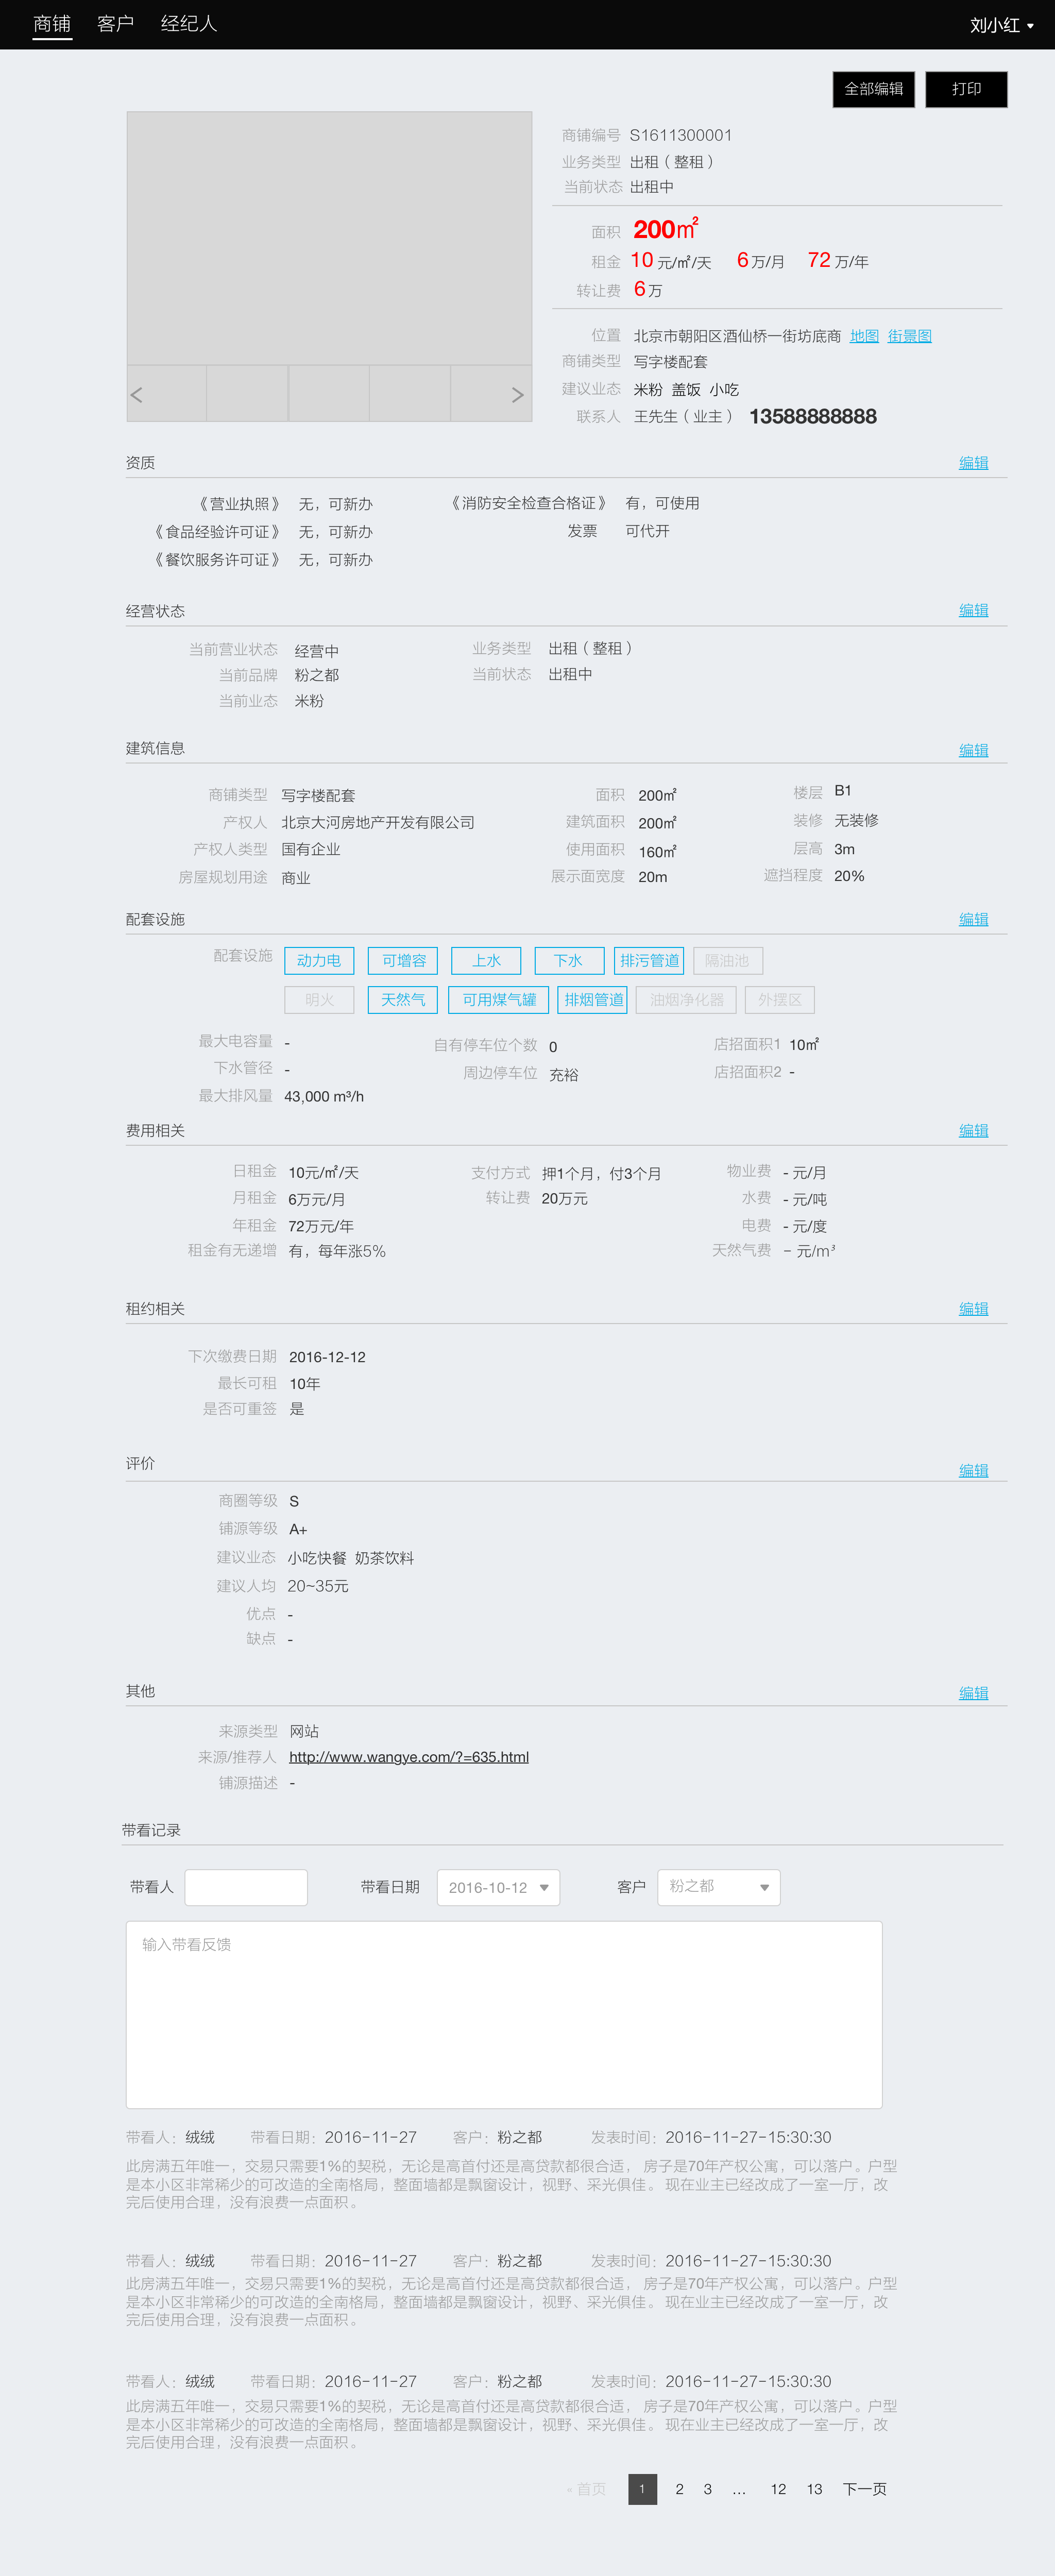 商铺 客户 经纪人 刘小红
全部编辑 打印
商铺编号 S1611300001
业务类型 出租（整租）
当前状态 出租中
面积 200㎡
租金 10 元/㎡/天 6万/月 72 万/年
转让费 6万
位置 北京市朝阳区酒仙桥一街坊底商 地图 街景图
商铺类型 写字楼配套
建议业态 米粉 盖饭 小吃
联系人 王先生（业主） 13588888888
资质 编辑
《营业执照》 无，可新办 《消防安全检查合格证》 有，可使用
《食品经验许可证》 无，可新办 发票 可代开
《餐饮服务许可证》 无，可新办
经营状态 编辑
当前营业状态 经营中 业务类型 出租（整租）
当前品牌 粉之都 当前状态 出租中
当前业态 米粉
建筑信息 编辑
商铺类型 写字楼配套 面积 200㎡ 楼层 B1
产权人 北京大河房地产开发有限公司 建筑面积 200㎡ 装修 无装修
产权人类型 国有企业 使用面积 160㎡ 层高 3m
房屋规划用途 商业 展示面宽度 20m 遮挡程度 20%
配套设施 编辑
配套设施 动力电 可增容 上水 下水 排污管道 隔油池
明火 天然气 可用煤气罐 排烟管道 油烟净化器 外摆区
最大电容量 - 自有停车位个数 0 店招面积1 10㎡
下水管径 - 周边停车位 充裕 店招面积2 -
最大排风量 43,000 m³/h
费用相关 编辑
日租金 10元/㎡/天 支付方式 押1个月，付3个月 物业费 - 元/月
月租金 6万元/月 转让费 20万元 水费 - 元/吨
年租金 72万元/年 电费 - 元/度
租金有无递增 有，每年涨5% 天然气费 - 元/m³
租约相关 编辑
下次缴费日期 2016-12-12
最长可租 10年
是否可重签 是
评价 编辑
商圈等级 S
铺源等级 A+
建议业态 小吃快餐 奶茶饮料
建议人均 20~35元
优点 -
缺点 -
其他 编辑
来源类型 网站
来源/推荐人 http://www.wangye.com/?=635.html
铺源描述 -
带看记录
带看人 带看日期 2016-10-12 客户 粉之都
输入带看反馈
带看人：绒绒 带看日期：2016-11-27 客户：粉之都 发表时间：2016-11-27-15:30:30
此房满五年唯一，交易只需要1%的契税，无论是高首付还是高贷款都很合适， 房子是70年产权公寓，可以落户。户型
是本小区非常稀少的可改造的全南格局，整面墙都是飘窗设计，视野、采光俱佳。 现在业主已经改成了一室一厅，改
完后使用合理，没有浪费一点面积。
带看人：绒绒 带看日期：2016-11-27 客户：粉之都 发表时间：2016-11-27-15:30:30
此房满五年唯一，交易只需要1%的契税，无论是高首付还是高贷款都很合适， 房子是70年产权公寓，可以落户。户型
是本小区非常稀少的可改造的全南格局，整面墙都是飘窗设计，视野、采光俱佳。 现在业主已经改成了一室一厅，改
完后使用合理，没有浪费一点面积。
带看人：绒绒 带看日期：2016-11-27 客户：粉之都 发表时间：2016-11-27-15:30:30
此房满五年唯一，交易只需要1%的契税，无论是高首付还是高贷款都很合适， 房子是70年产权公寓，可以落户。户型
是本小区非常稀少的可改造的全南格局，整面墙都是飘窗设计，视野、采光俱佳。 现在业主已经改成了一室一厅，改
完后使用合理，没有浪费一点面积。
« 首页 1 2 3 … 12 13 下一页